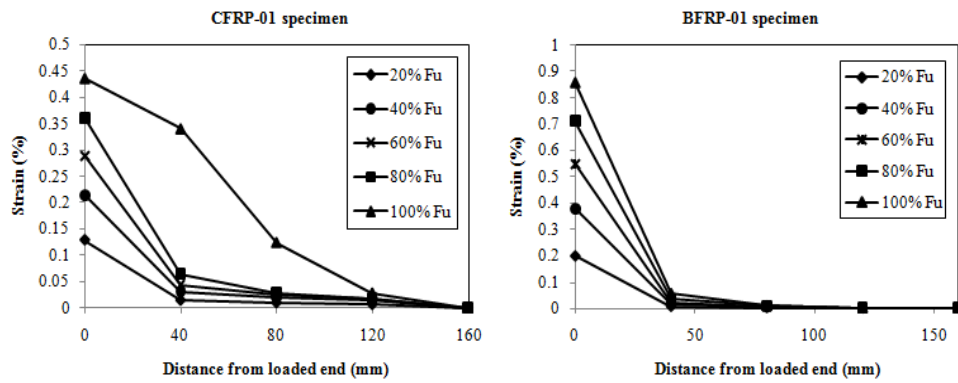 CFRP-01 specimen
0.5
0.45
0.4
0.35
0.3
0.25
0.2
0.15
0.1
0.05
0
Strain (%)
20% Fu
40% Fu
60% Fu
80% Fu
100% Fu
0 40 80 120 160
Distance from loaded end (mm)
BFRP-01 specimen
1
0.9
0.8
0.7
0.6
0.5
0.4
0.3
0.2
0.1
0
Strain (%)
20% Fu
40% Fu
60% Fu
80% Fu
100% Fu
0 50 100 150
Distance from loaded end (mm)